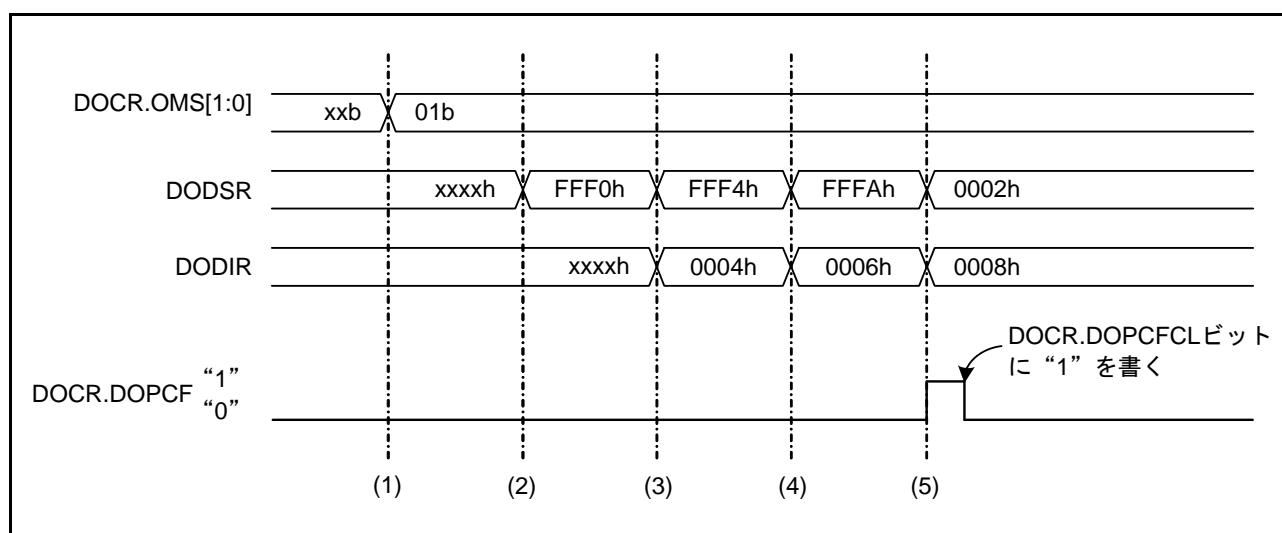 DOCR.OMS[1:0] xxb 01b
DODSR xxxxh FFF0h FFF4h FFFAh 0002h
DODIR xxxxh 0004h 0006h 0008h
DOCR.DOPCFCLビット
に“1”を書く
DOCR.DOPCF “1”
“0”
(1) (2) (3) (4) (5)